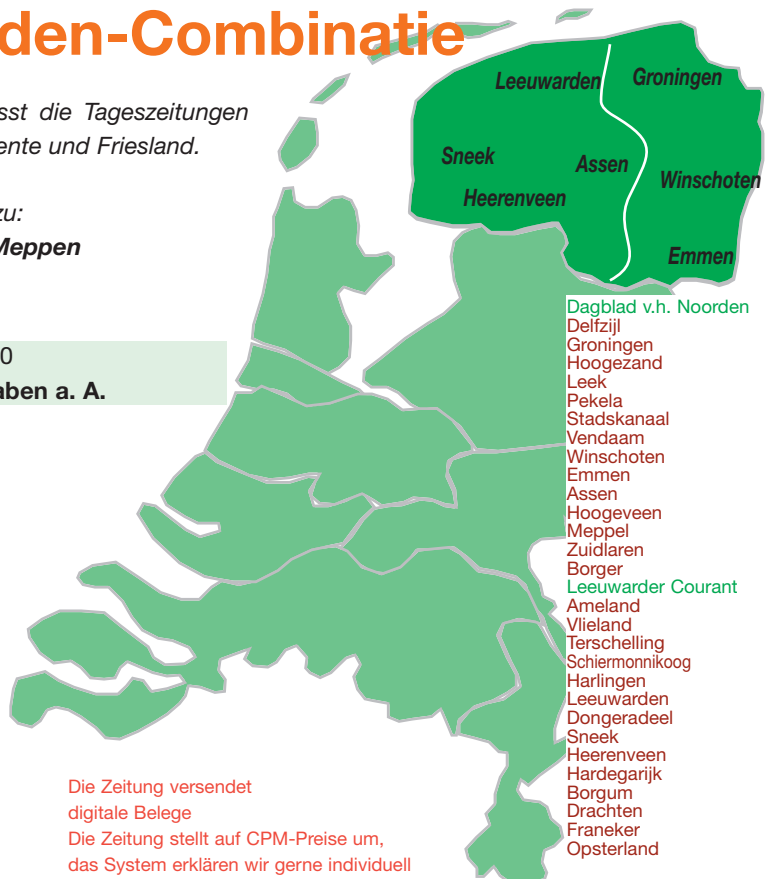 den-Combinatie
sst die Tageszeitungen
ente und Friesland.
zu:
Meppen
0
aben a. A.
Leeuwarden
Groningen
Sneek
Assen
Winschoten
Heerenveen
Emmen
Dagblad v.h. Noorden
Delfzijl
Groningen
Hoogezand
Leek
Pekela
Stadskanaal
Vendaam
Winschoten
Emmen
Assen
Hoogeveen
Meppel
Zuidlaren
Borger
Leeuwarder Courant
Ameland
Vlieland
Terschelling
Schiermonnikoog
Harlingen
Leeuwarden
Dongeradeel
Sneek
Heerenveen
Hardegarijk
Borgum
Drachten
Franeker
Opsterland
Die Zeitung versendet
digitale Belege
Die Zeitung stellt auf CPM-Preise um,
das System erklären wir gerne individuell